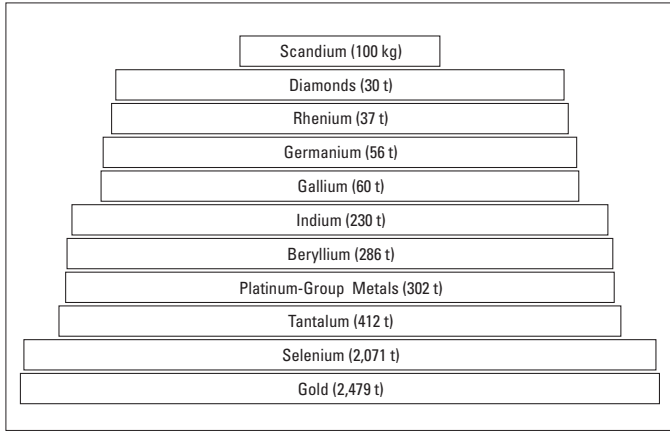 Scandium (100 kg)
Diamonds (30 t)
Rhenium (37 t)
Germanium (56 t)
Gallium (60 t)
Indium (230 t)
Beryllium (286 t)
Platinum-Group Metals (302 t)
Tantalum (412 t)
Selenium (2,071 t)
Gold (2,479 t)